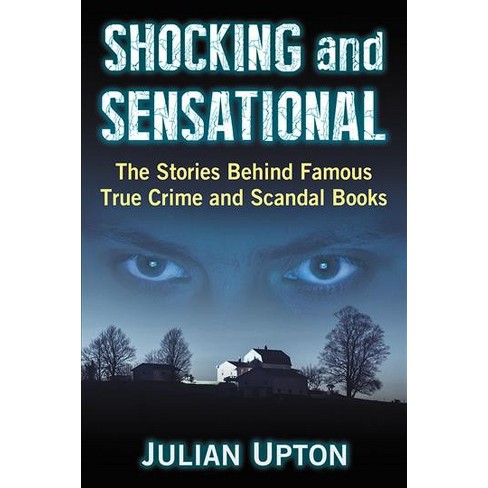 SHOCKING and
SENSATIONAL
The Stories Behind Famous
True Crime and Scandal Books
JULIAN UPTON